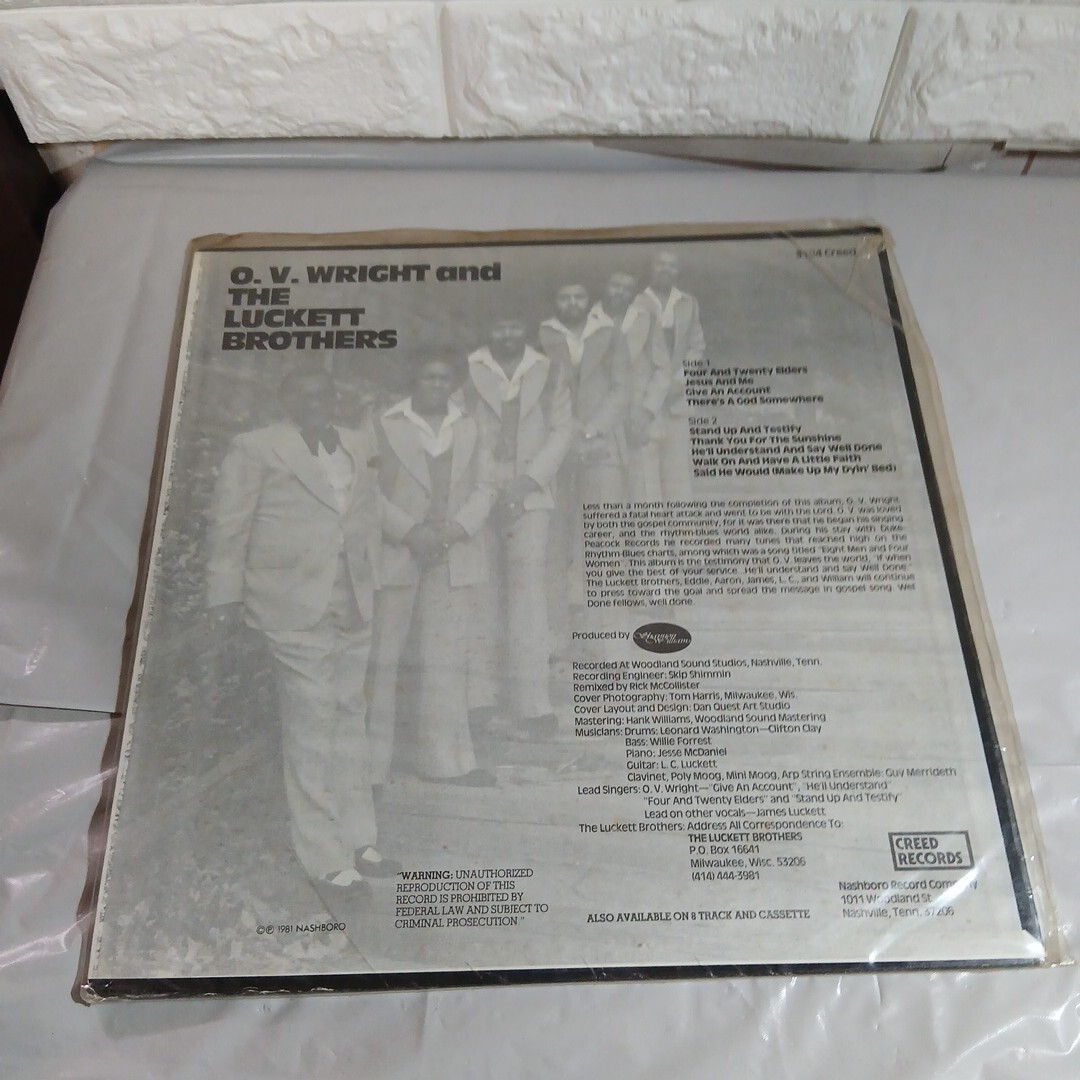 O. V. WRIGHT and
THE
LUCKETT
BROTHERS
Creed
Side 1
Four And Twenty Elders
Jesus And Me
Give An Account
There's A God Somewhere
Side 2
Stand Up And Testify
Thank You For The Sunshine
He'll Understand And Say Well Done
Walk On And Have A Little Faith
Said He Would (Make Up My Dyin' Bed)
Less than a month following the completion of this album, O. V. Wright
suffered a fatal heart attack and went to be with the Lord. O. V. was loved
by both the gospel community, for it was there that he began his singing
career, and the rhythm-blues world alike. During his stay with Duke-
Peacock Records he recorded many tunes that reached high on the
Rhythm-Blues charts, among which was a song titled "Eight Men and Four
Women". This album is the testimony that O. V. leaves the world, "If when
you give the best of your service...He'll understand and say Well Done."
The Luckett Brothers, Eddie, Aaron, James, L. C., and William will continue
to press toward the goal and spread the message in gospel song. Well
Done fellows, well done.
Produced by Shannon Williams
Recorded At Woodland Sound Studios, Nashville, Tenn.
Recording Engineer: Skip Shimmin
Remixed by Rick McCollister
Cover Photography: Tom Harris, Milwaukee, Wis.
Cover Layout and Design: Dan Quest Art Studio
Mastering: Hank Williams, Woodland Sound Mastering
Musicians: Drums: Leonard Washington—Clifton Clay
Bass: Willie Forrest
Piano: Jesse McDaniel
Guitar: L. C. Luckett
Clavinet, Poly Moog, Mini Moog, Arp String Ensemble: Guy Merrideth
Lead Singers: O. V. Wright—"Give An Account", "He'll Understand"
"Four And Twenty Elders" and "Stand Up And Testify"
Lead on other vocals—James Luckett
The Luckett Brothers: Address All Correspondence To:
THE LUCKETT BROTHERS
P.O. Box 16641
Milwaukee, Wisc. 53206
(414) 444-3981
CREED
RECORDS
Nashboro Record Company
1011 Woodland St.
Nashville, Tenn. 37206
"WARNING: UNAUTHORIZED
REPRODUCTION OF THIS
RECORD IS PROHIBITED BY
FEDERAL LAW AND SUBJECT TO
CRIMINAL PROSECUTION."
ALSO AVAILABLE ON 8 TRACK AND CASSETTE
©℗ 1981 NASHBORO